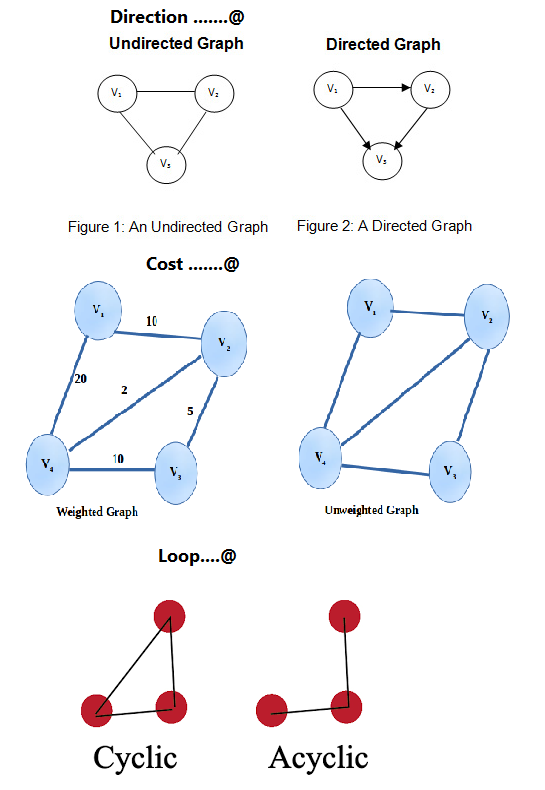 Direction .......@
Undirected Graph
Directed Graph
V₁
V₂
V₃
V₁
V₂
V₃
Figure 1: An Undirected Graph
Figure 2: A Directed Graph
Cost .......@
V₁
10
V₂
20
2
5
V₄
10
V₃
Weighted Graph
V₁
V₂
V₄
V₃
Unweighted Graph
Loop....@
Cyclic
Acyclic